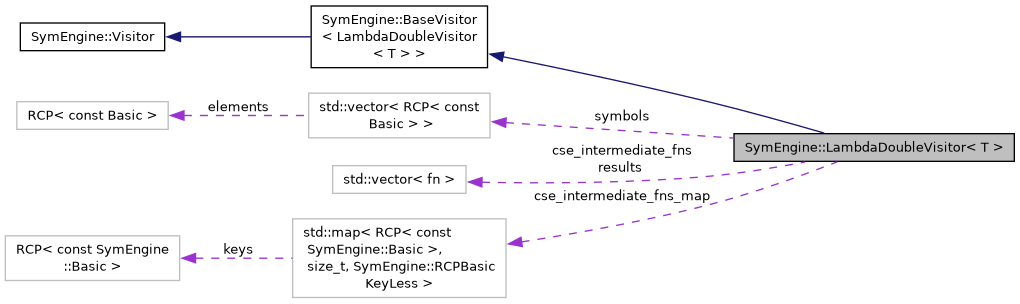 SymEngine::BaseVisitor
< LambdaDoubleVisitor
< T > >
SymEngine::Visitor
std::vector< RCP< const
Basic > >
elements
RCP< const Basic >
symbols
SymEngine::LambdaDoubleVisitor< T >
cse_intermediate_fns
results
std::vector< fn >
cse_intermediate_fns_map
std::map< RCP< const
SymEngine::Basic >,
size_t, SymEngine::RCPBasic
KeyLess >
keys
RCP< const SymEngine
::Basic >